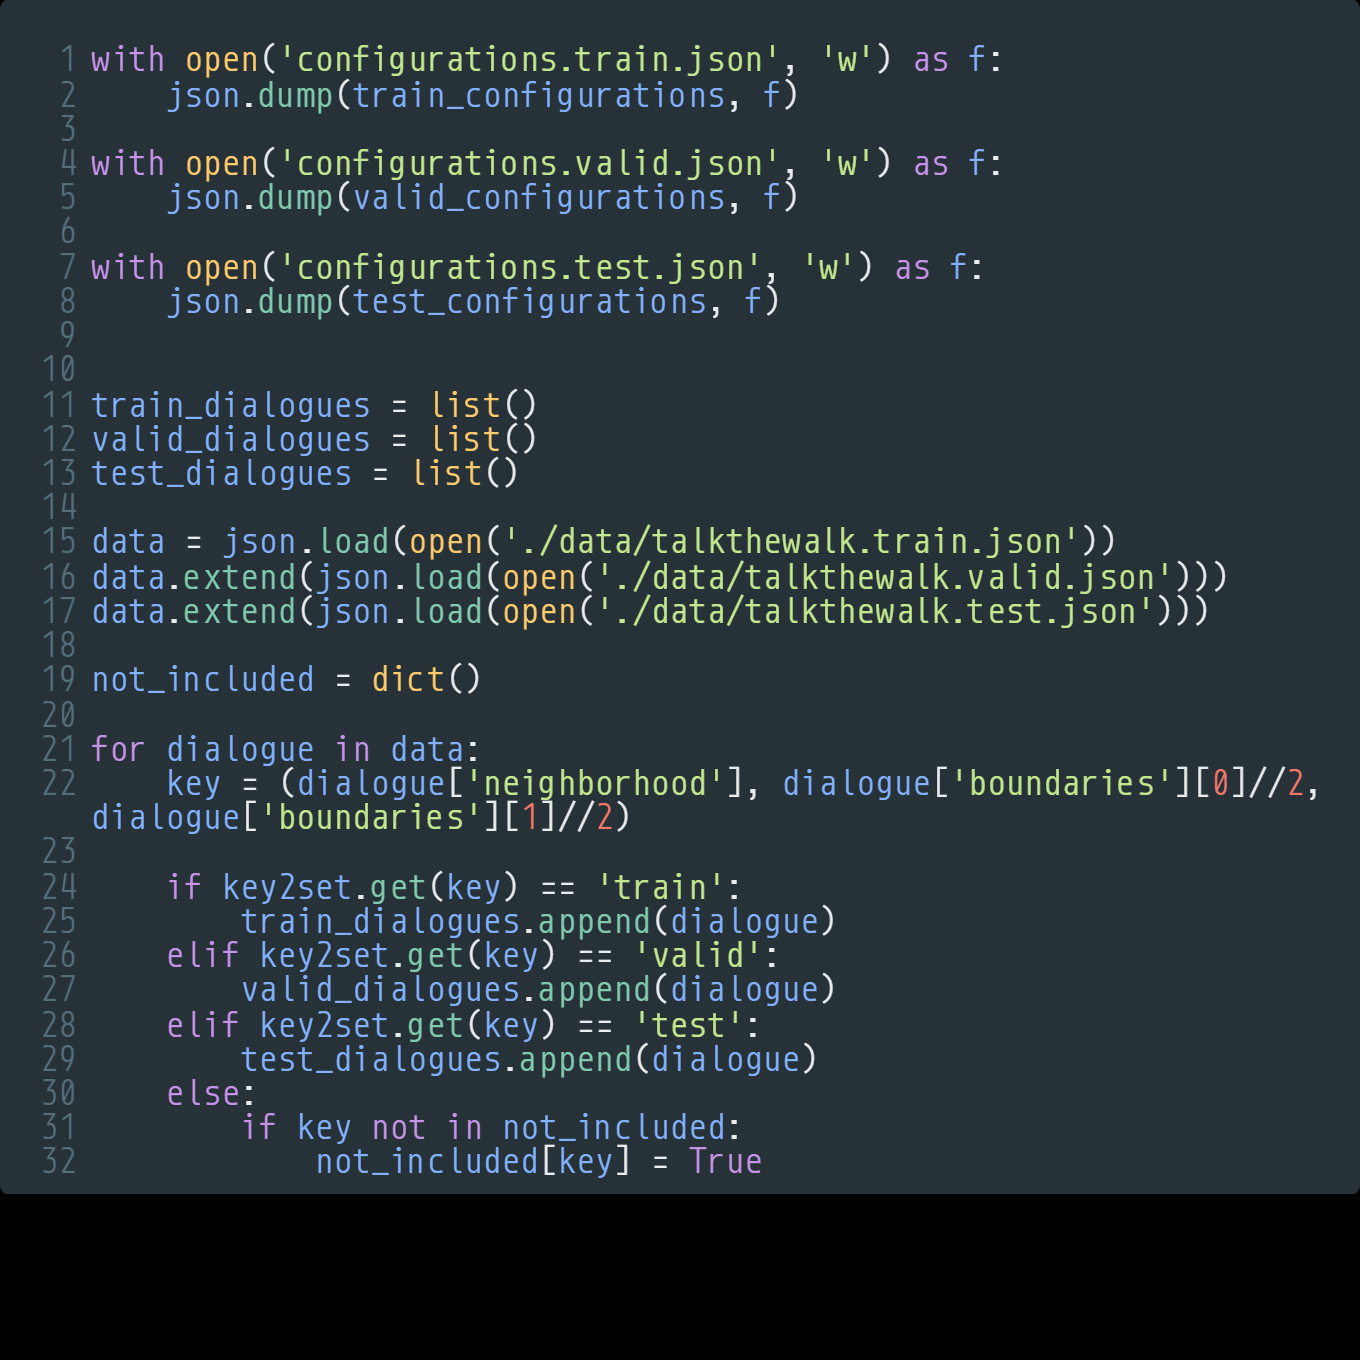 1 with open('configurations.train.json', 'w') as f:
2     json.dump(train_configurations, f)
3
4 with open('configurations.valid.json', 'w') as f:
5     json.dump(valid_configurations, f)
6
7 with open('configurations.test.json', 'w') as f:
8     json.dump(test_configurations, f)
9
10
11 train_dialogues = list()
12 valid_dialogues = list()
13 test_dialogues = list()
14
15 data = json.load(open('./data/talkthewalk.train.json'))
16 data.extend(json.load(open('./data/talkthewalk.valid.json')))
17 data.extend(json.load(open('./data/talkthewalk.test.json')))
18
19 not_included = dict()
20
21 for dialogue in data:
22     key = (dialogue['neighborhood'], dialogue['boundaries'][0]//2,
dialogue['boundaries'][1]//2)
23
24     if key2set.get(key) == 'train':
25         train_dialogues.append(dialogue)
26     elif key2set.get(key) == 'valid':
27         valid_dialogues.append(dialogue)
28     elif key2set.get(key) == 'test':
29         test_dialogues.append(dialogue)
30     else:
31         if key not in not_included:
32             not_included[key] = True